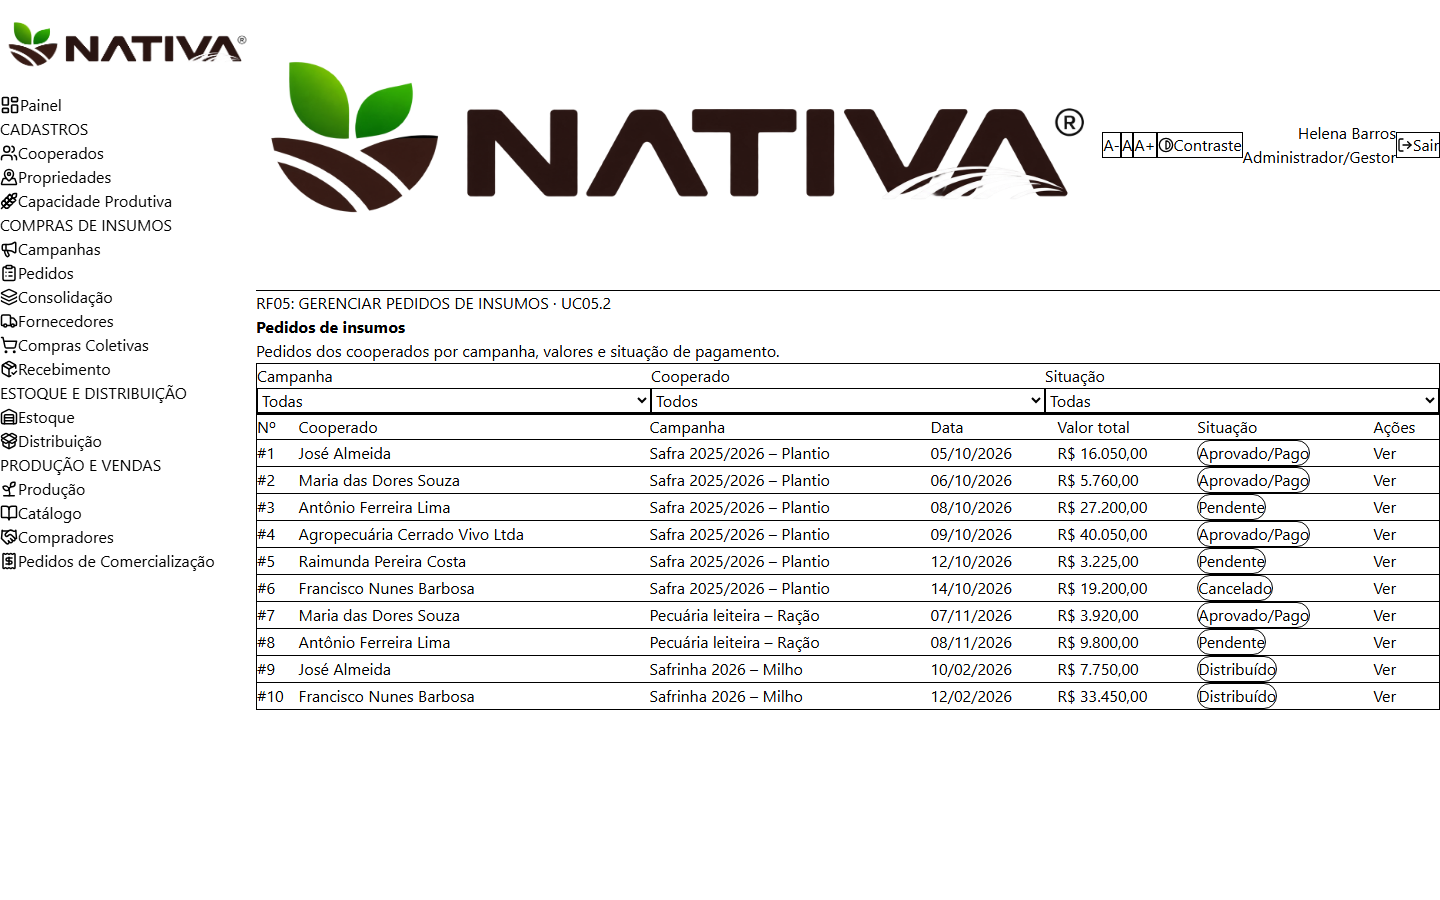 NATIVA®
Painel
CADASTROS
Cooperados
Propriedades
Capacidade Produtiva
COMPRAS DE INSUMOS
Campanhas
Pedidos
Consolidação
Fornecedores
Compras Coletivas
Recebimento
ESTOQUE E DISTRIBUIÇÃO
Estoque
Distribuição
PRODUÇÃO E VENDAS
Produção
Catálogo
Compradores
Pedidos de Comercialização
NATIVA®
A- A A+ Contraste
Helena Barros
Administrador/Gestor
Sair
RF05: GERENCIAR PEDIDOS DE INSUMOS · UC05.2
Pedidos de insumos
Pedidos dos cooperados por campanha, valores e situação de pagamento.
Campanha Cooperado Situação
Todas Todos Todas
Nº Cooperado Campanha Data Valor total Situação Ações
#1 José Almeida Safra 2025/2026 – Plantio 05/10/2026 R$ 16.050,00 Aprovado/Pago Ver
#2 Maria das Dores Souza Safra 2025/2026 – Plantio 06/10/2026 R$ 5.760,00 Aprovado/Pago Ver
#3 Antônio Ferreira Lima Safra 2025/2026 – Plantio 08/10/2026 R$ 27.200,00 Pendente Ver
#4 Agropecuária Cerrado Vivo Ltda Safra 2025/2026 – Plantio 09/10/2026 R$ 40.050,00 Aprovado/Pago Ver
#5 Raimunda Pereira Costa Safra 2025/2026 – Plantio 12/10/2026 R$ 3.225,00 Pendente Ver
#6 Francisco Nunes Barbosa Safra 2025/2026 – Plantio 14/10/2026 R$ 19.200,00 Cancelado Ver
#7 Maria das Dores Souza Pecuária leiteira – Ração 07/11/2026 R$ 3.920,00 Aprovado/Pago Ver
#8 Antônio Ferreira Lima Pecuária leiteira – Ração 08/11/2026 R$ 9.800,00 Pendente Ver
#9 José Almeida Safrinha 2026 – Milho 10/02/2026 R$ 7.750,00 Distribuído Ver
#10 Francisco Nunes Barbosa Safrinha 2026 – Milho 12/02/2026 R$ 33.450,00 Distribuído Ver